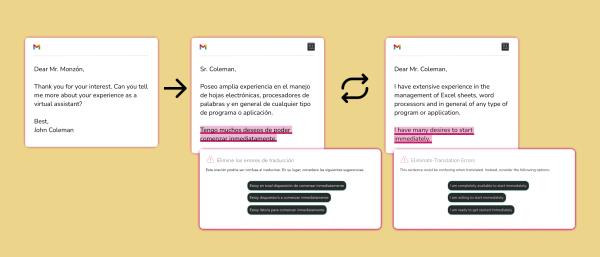 Dear Mr. Monzón,
Thank you for your interest. Can you tell
me more about your experience as a
virtual assistant?
Best,
John Coleman
Sr. Coleman,
Poseo amplia experiencia en el manejo
de hojas electrónicas, procesadores de
palabras y en general de cualquier tipo
de programa o aplicación.
Tengo muchos deseos de poder
comenzar inmediatamente.
Elimine los errores de traducción
Esta oración podría ser confusa al traducirse. En su lugar, considere las siguientes sugerencias:
Estoy en total disposición de comenzar inmediatamente.
Estoy dispuesto/a a comenzar inmediatamente.
Estoy listo/a para comenzar inmediatamente.
Dear Mr. Coleman,
I have extensive experience in the
management of Excel sheets, word
processors and in general of any type of
program or application.
I have many desires to start
immediately.
Eliminate Translation Errors
This sentence could be confusing when translated. Instead, consider the following options:
I am completely available to start immediately.
I am willing to start immediately.
I am ready to get started immediately.